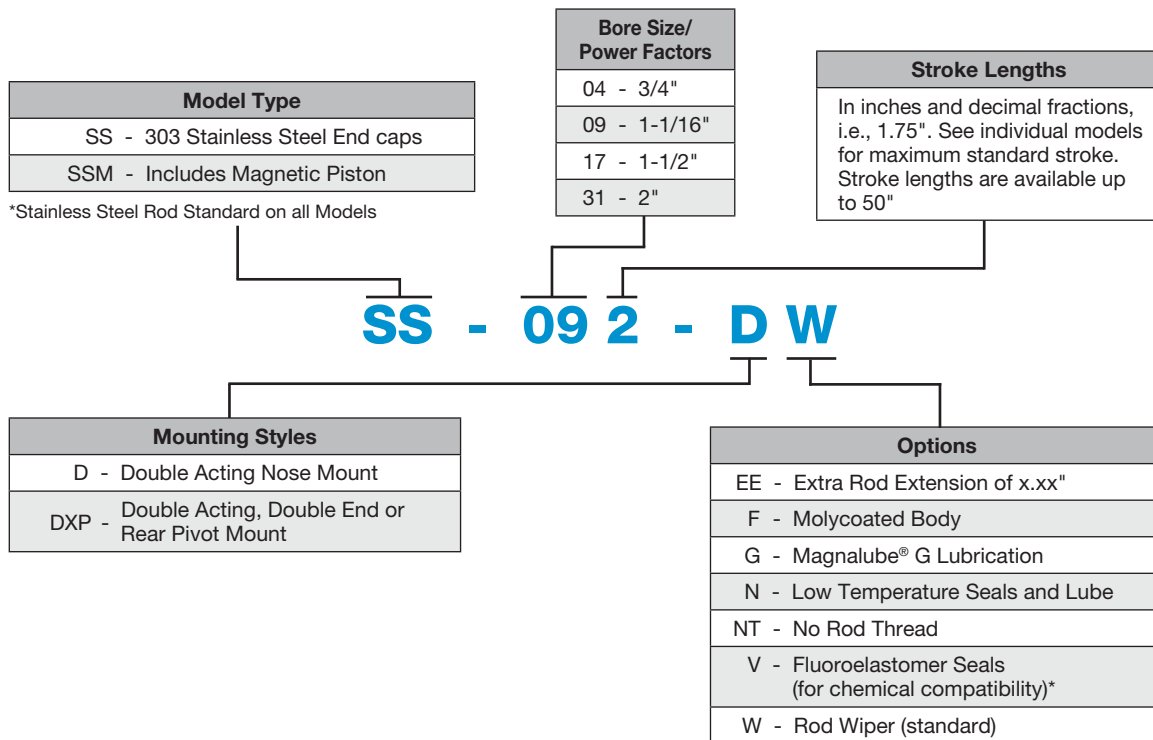 Bore Size/
Power Factors
04 - 3/4"
09 - 1-1/16"
17 - 1-1/2"
31 - 2"
Stroke Lengths
In inches and decimal fractions,
i.e., 1.75". See individual models
for maximum standard stroke.
Stroke lengths are available up
to 50"
Model Type
SS - 303 Stainless Steel End caps
SSM - Includes Magnetic Piston
*Stainless Steel Rod Standard on all Models
SS - 09 2 - D W
Mounting Styles
D - Double Acting Nose Mount
DXP - Double Acting, Double End or
Rear Pivot Mount
Options
EE - Extra Rod Extension of x.xx"
F - Molycoated Body
G - Magnalube® G Lubrication
N - Low Temperature Seals and Lube
NT - No Rod Thread
V - Fluoroelastomer Seals
(for chemical compatibility)*
W - Rod Wiper (standard)